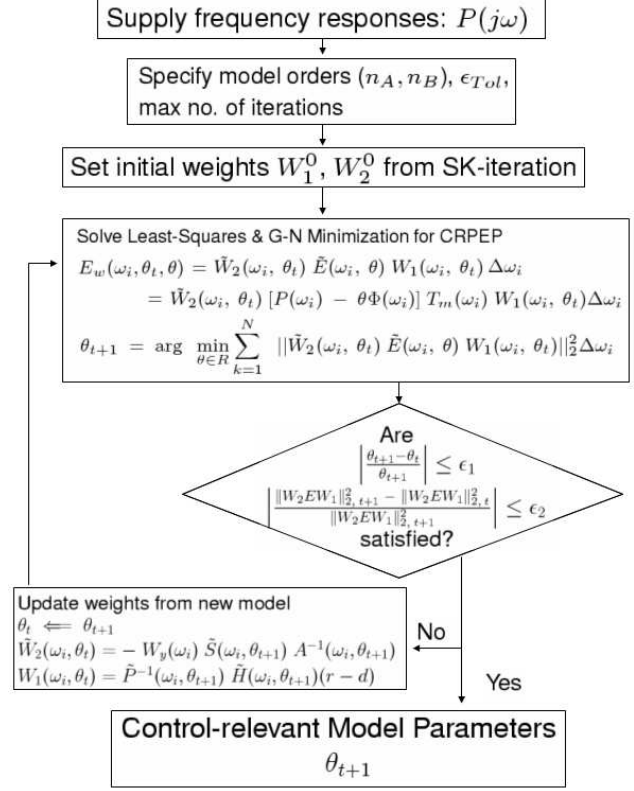 Supply frequency responses: P(jω)
Specify model orders (n_A, n_B), ϵ_{Tol},
max no. of iterations
Set initial weights W_1^0, W_2^0 from SK-iteration
Solve Least-Squares & G-N Minimization for CRPEP
E_w(ω_i, θ_t, θ) = W̃_2(ω_i, θ_t) Ẽ(ω_i, θ) W_1(ω_i, θ_t) Δω_i
= W̃_2(ω_i, θ_t) [P(ω_i) − θΦ(ω_i)] T_m(ω_i) W_1(ω_i, θ_t)Δω_i
θ_{t+1} = arg min_{θ∈R} ∑_{k=1}^{N} ||W̃_2(ω_i, θ_t) Ẽ(ω_i, θ) W_1(ω_i, θ_t)||_2^2 Δω_i
Are
|(θ_{t+1}−θ_t)/θ_{t+1}| ≤ ϵ_1
|(‖W_2EW_1‖_{2,t+1}^2 − ‖W_2EW_1‖_{2,t}^2)/‖W_2EW_1‖_{2,t+1}^2| ≤ ϵ_2
satisfied?
Update weights from new model
θ_t ⟸ θ_{t+1}
W̃_2(ω_i, θ_t) = − W_y(ω_i) S̃(ω_i, θ_{t+1}) A^{−1}(ω_i, θ_{t+1})
W_1(ω_i, θ_t) = P̃^{−1}(ω_i, θ_{t+1}) H̃(ω_i, θ_{t+1})(r − d)
No
Yes
Control-relevant Model Parameters
θ_{t+1}